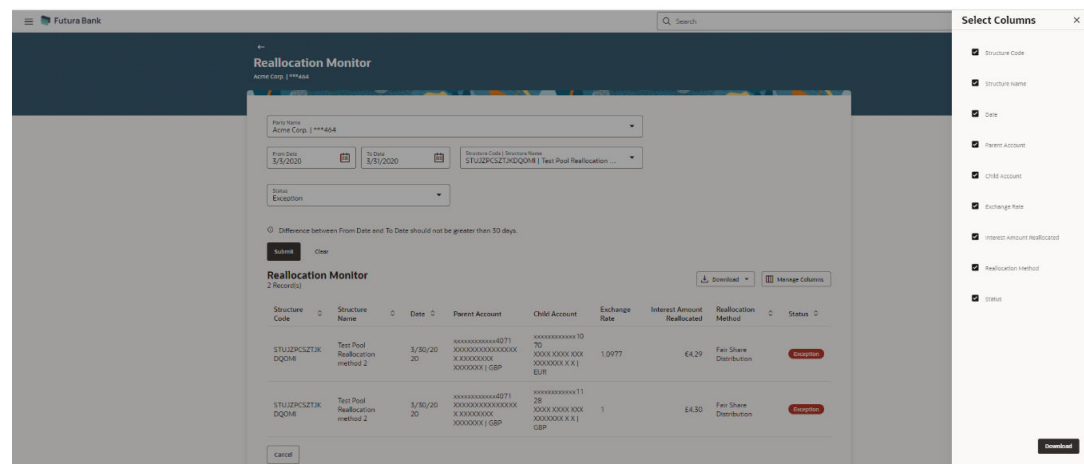 Futura Bank
Search
Select Columns
Reallocation Monitor
Acme Corp. | ***464
Party Name
Acme Corp. | ***464
From Date
3/3/2020
To Date
3/31/2020
Structure Code | Structure Name
STUJZPCSZTJKDQOMI | Test Pool Reallocation ...
Status
Exception
Difference between From Date and To Date should not be greater than 30 days.
Submit
Clear
Reallocation Monitor
2 Record(s)
Download
Manage Columns
Structure Code
Structure Name
Date
Parent Account
Child Account
Exchange Rate
Interest Amount Reallocated
Reallocation Method
Status
STUJZPCSZTJK
DQOMI
Test Pool
Reallocation
method 2
3/30/20
20
xxxxxxxxxxxx4071
XXXXXXXXXXXXXXX
X XXXXXXXX
XXXXXXX | GBP
xxxxxxxxxxxx10
70
XXXX XXXX XXX
XXXXXXX X X |
EUR
1.0977
£4.29
Fair Share
Distribution
Exception
STUJZPCSZTJK
DQOMI
Test Pool
Reallocation
method 2
3/30/20
20
xxxxxxxxxxxx4071
XXXXXXXXXXXXXXX
X XXXXXXXX
XXXXXXX | GBP
xxxxxxxxxxxx11
28
XXXX XXXX XXX
XXXXXXX X X |
GBP
1
£4.30
Fair Share
Distribution
Exception
Cancel
Structure Code
Structure Name
Date
Parent Account
Child Account
Exchange Rate
Interest Amount Reallocated
Reallocation Method
Status
Download